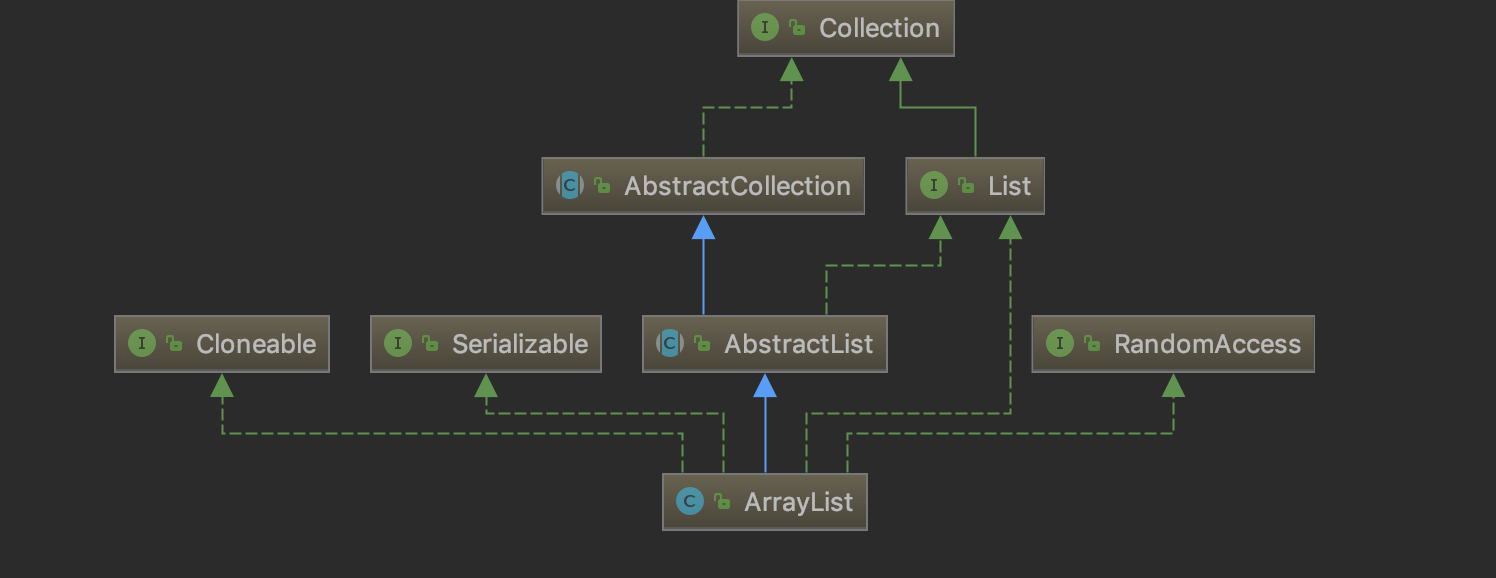 I Collection
C AbstractCollection
I List
I Cloneable
I Serializable
C AbstractList
I RandomAccess
C ArrayList